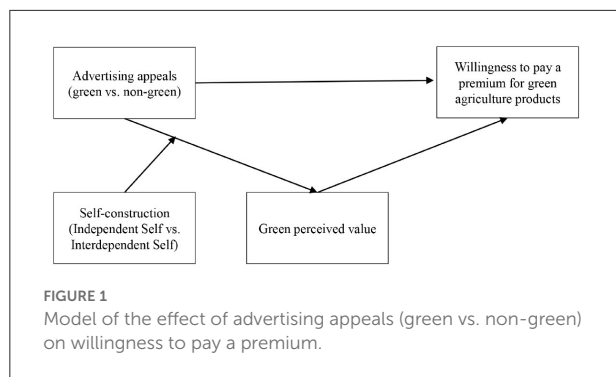 Advertising appeals
(green vs. non-green)
Willingness to pay a
premium for green
agriculture products
Self-construction
(Independent Self vs.
Interdependent Self)
Green perceived value
FIGURE 1
Model of the effect of advertising appeals (green vs. non-green)
on willingness to pay a premium.